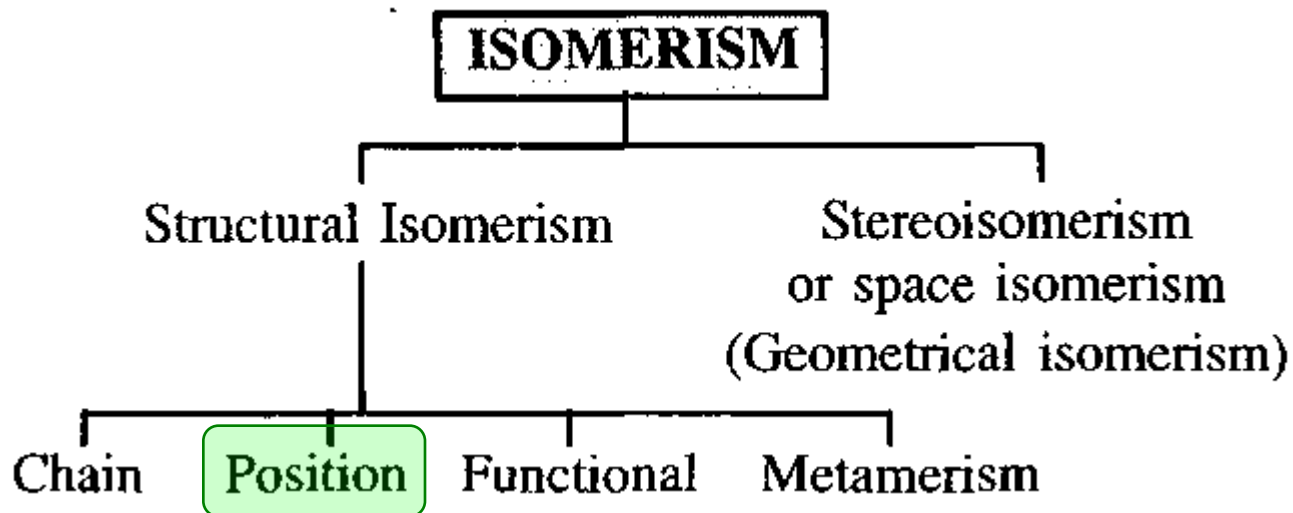 ISOMERISM
Structural Isomerism
Stereoisomerism
or space isomerism
(Geometrical isomerism)
Chain Position Functional Metamerism